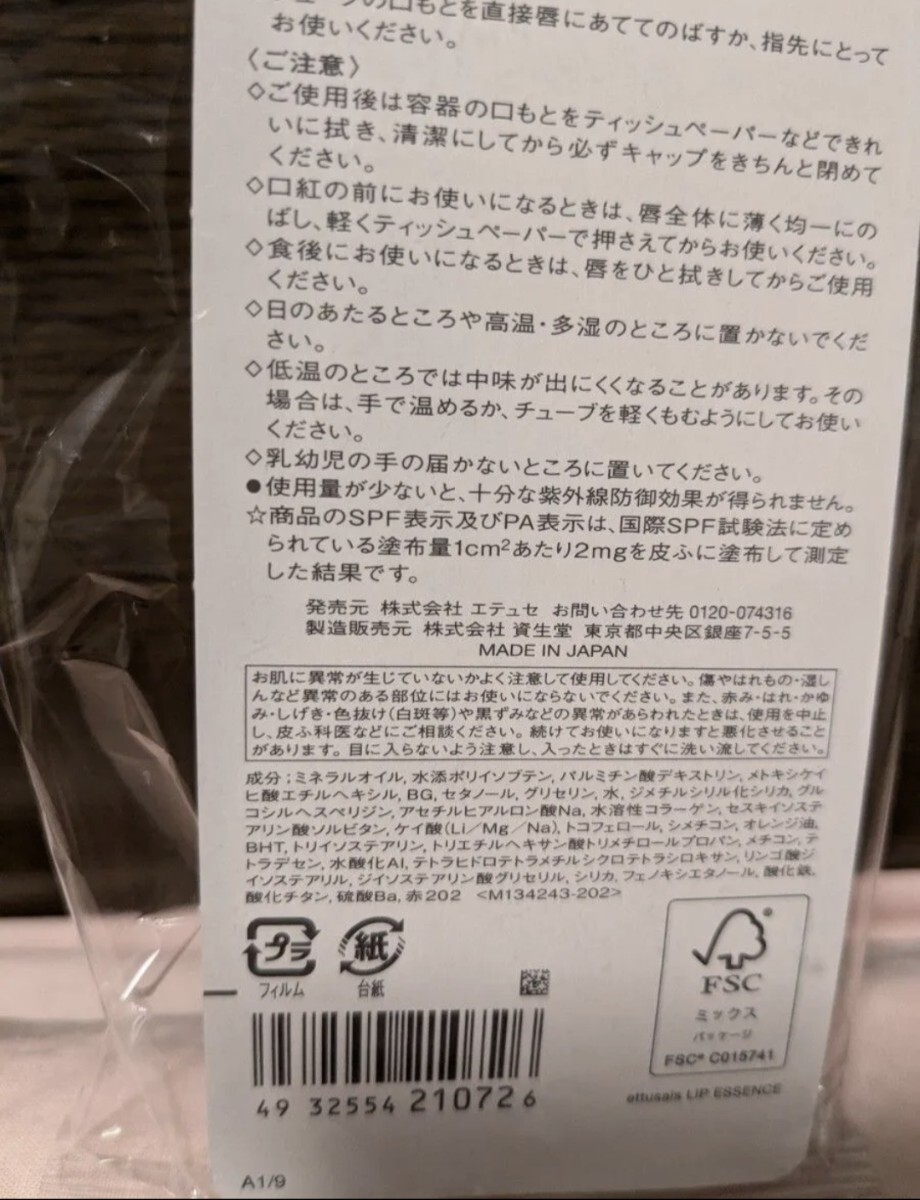 の口もとを直接唇にあててのばすか、指先にとって
お使いください。
〈ご注意〉
◇ご使用後は容器の口もとをティッシュペーパーなどできれ
いに拭き、清潔にしてから必ずキャップをきちんと閉めて
ください。
◇口紅の前にお使いになるときは、唇全体に薄く均一にの
ばし、軽くティッシュペーパーで押さえてからお使いください。
◇食後にお使いになるときは、唇をひと拭きしてからご使用
ください。
◇日のあたるところや高温・多湿のところに置かないでくだ
さい。
◇低温のところでは中味が出にくくなることがあります。その
場合は、手で温めるか、チューブを軽くもむようにしてお使い
ください。
◇乳幼児の手の届かないところに置いてください。
●使用量が少ないと、十分な紫外線防御効果が得られません。
☆商品のSPF表示及びPA表示は、国際SPF試験法に定め
られている塗布量1cm²あたり2mgを皮ふに塗布して測定
した結果です。
発売元 株式会社 エテュセ お問い合わせ先 0120-074316
製造販売元 株式会社 資生堂 東京都中央区銀座7-5-5
MADE IN JAPAN
お肌に異常が生じていないかよく注意して使用してください。傷やはれもの・湿し
んなど異常のある部位にはお使いにならないでください。また、赤み・はれ・かゆ
み・しげき・色抜け(白斑等)や黒ずみなどの異常があらわれたときは、使用を中止
し、皮ふ科医などにご相談ください。続けてお使いになりますと悪化させること
があります。目に入らないよう注意し、入ったときはすぐに洗い流してください。
成分;ミネラルオイル, 水添ポリイソブテン, パルミチン酸デキストリン, メトキシケイ
ヒ酸エチルヘキシル, BG, セタノール, グリセリン, 水, ジメチルシリル化シリカ, グル
コシルヘスペリジン, アセチルヒアルロン酸Na, 水溶性コラーゲン, セスキイソステ
アリン酸ソルビタン, ケイ酸(Li/Mg/Na), トコフェロール, シメチコン, オレンジ油,
BHT, トリイソステアリン, トリエチルヘキサン酸トリメチロールプロパン, メチコン, テ
トラデセン, 水酸化Al, テトラヒドロテトラメチルシクロテトラシロキサン, リンゴ酸ジ
イソステアリル, ジイソステアリン酸グリセリル, シリカ, フェノキシエタノール, 酸化鉄,
酸化チタン, 硫酸Ba, 赤202 <M134243-202>
プラ
紙
フィルム
台紙
FSC
ミックス
パッケージ
FSC® C015741
49 32554 210726
ettusais LIP ESSENCE
A1/9